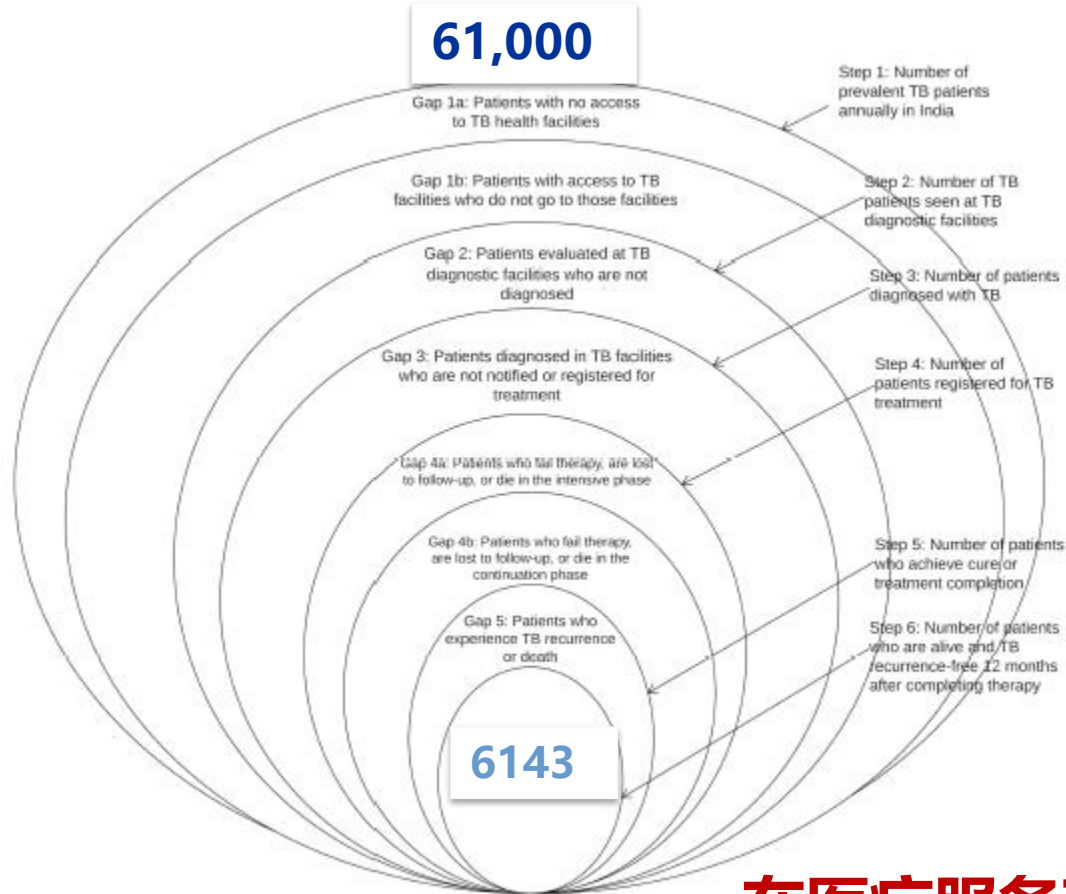 61,000
Gap 1a: Patients with no access
to TB health facilities
Step 1: Number of
prevalent TB patients
annually in India
Gap 1b: Patients with access to TB
facilities who do not go to those facilities
Step 2: Number of TB
patients seen at TB
diagnostic facilities
Gap 2: Patients evaluated at TB
diagnostic facilities who are not
diagnosed
Step 3: Number of patients
diagnosed with TB
Gap 3: Patients diagnosed in TB facilities
who are not notified or registered for
treatment
Step 4: Number of
patients registered for TB
treatment
Gap 4a: Patients who fail therapy, are lost
to follow-up, or die in the intensive phase
Gap 4b: Patients who fail therapy,
are lost to follow-up, or die in the
continuation phase
Step 5: Number of patients
who achieve cure or
treatment completion
Gap 5: Patients who
experience TB recurrence
or death
Step 6: Number of patients
who are alive and TB
recurrence-free 12 months
after completing therapy
6143